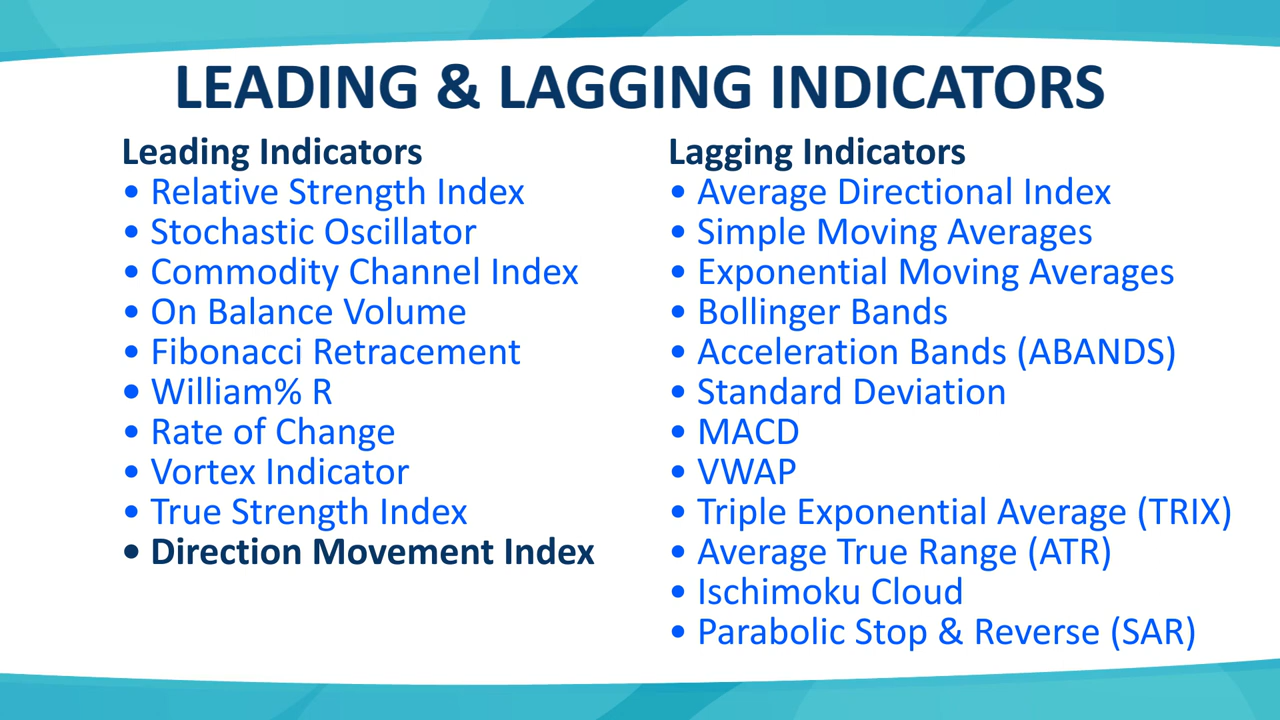 LEADING & LAGGING INDICATORS
Leading Indicators
• Relative Strength Index
• Stochastic Oscillator
• Commodity Channel Index
• On Balance Volume
• Fibonacci Retracement
• William% R
• Rate of Change
• Vortex Indicator
• True Strength Index
• Direction Movement Index
Lagging Indicators
• Average Directional Index
• Simple Moving Averages
• Exponential Moving Averages
• Bollinger Bands
• Acceleration Bands (ABANDS)
• Standard Deviation
• MACD
• VWAP
• Triple Exponential Average (TRIX)
• Average True Range (ATR)
• Ischimoku Cloud
• Parabolic Stop & Reverse (SAR)